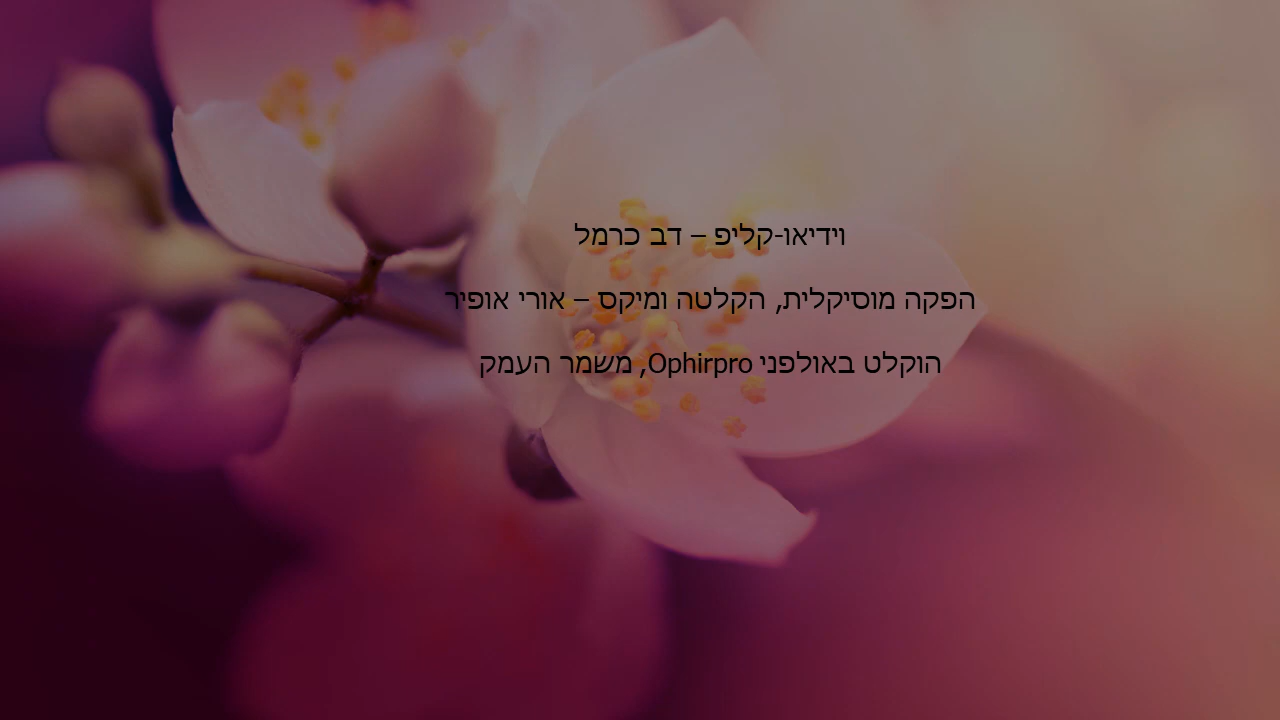 וידיאו-קליפ – דב כרמל
הפקה מוסיקלית, הקלטה ומיקס – אורי אופיר
הוקלט באולפני Ophirpro, משמר העמק